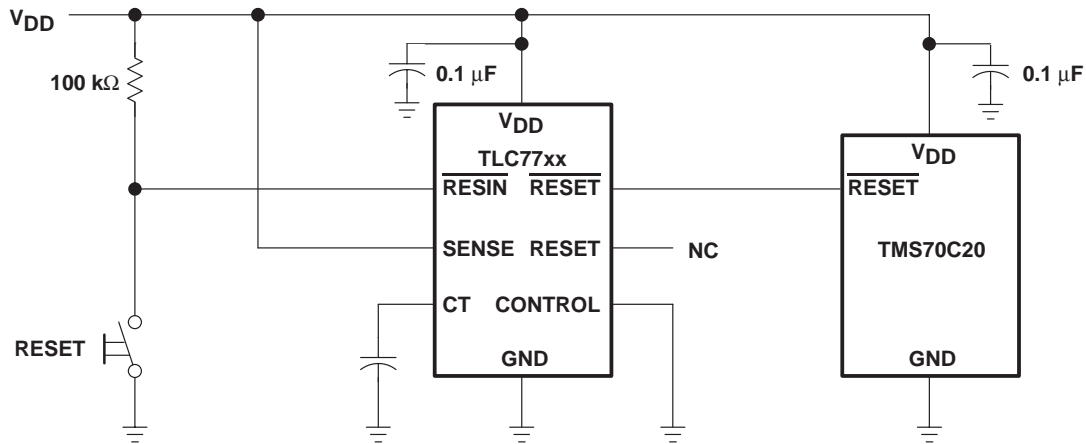 VDD
100 kΩ
0.1 µF
0.1 µF
VDD
TLC77xx
RESIN RESET
SENSE RESET
CT CONTROL
GND
NC
VDD
RESET
TMS70C20
GND
RESET